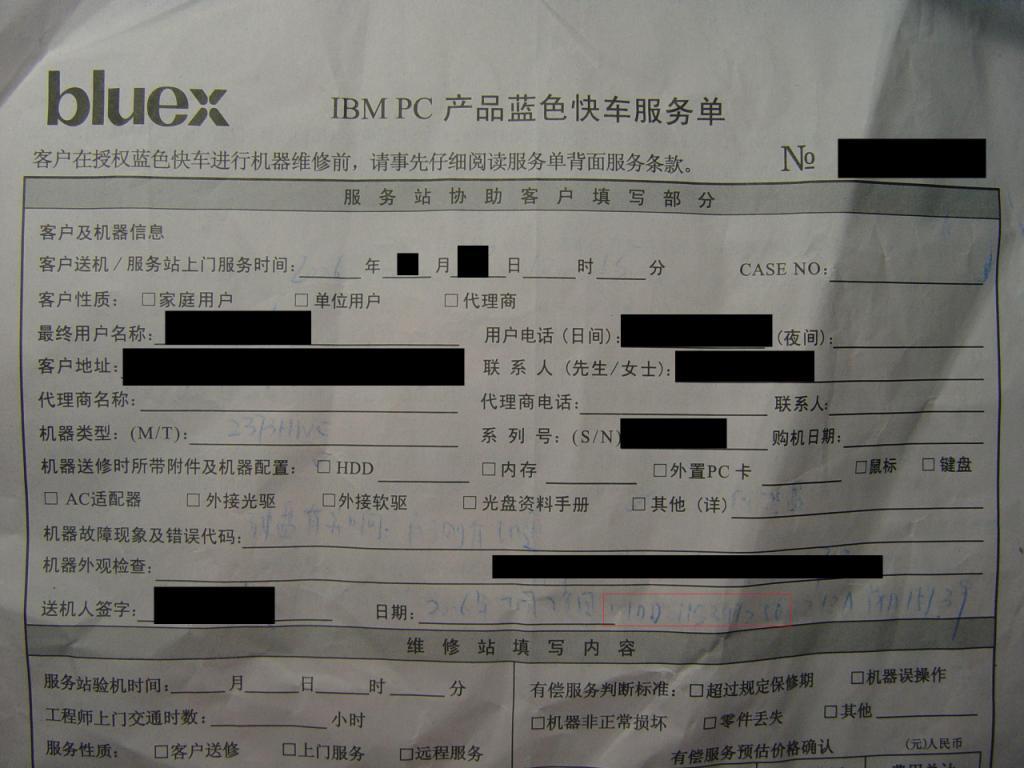 bluex IBM PC 产品蓝色快车服务单
客户在授权蓝色快车进行机器维修前，请事先仔细阅读服务单背面服务条款。 №
服务站协助客户填写部分
客户及机器信息
客户送机/服务站上门服务时间: 年 月 日 时 15 分 CASE NO:
客户性质: □家庭用户 □单位用户 □代理商
最终用户名称: 用户电话(日间): (夜间):
客户地址: 联系人(先生/女士):
代理商名称: 代理商电话: 联系人:
机器类型: (M/T): 系列号: (S/N) 购机日期:
机器送修时所带附件及机器配置: □HDD □内存 □外置PC卡 □鼠标 □键盘
□AC适配器 □外接光驱 □外接软驱 □光盘资料手册 □其他(详)
机器故障现象及错误代码:
机器外观检查:
送机人签字: 日期:
维修站填写内容
服务站验机时间: 月 日 时 分 有偿服务判断标准: □超过规定保修期 □机器误操作
工程师上门交通时数: 小时 □机器非正常损坏 □零件丢失 □其他
服务性质: □客户送修 □上门服务 □远程服务 有偿服务预估价格确认 (元)人民币